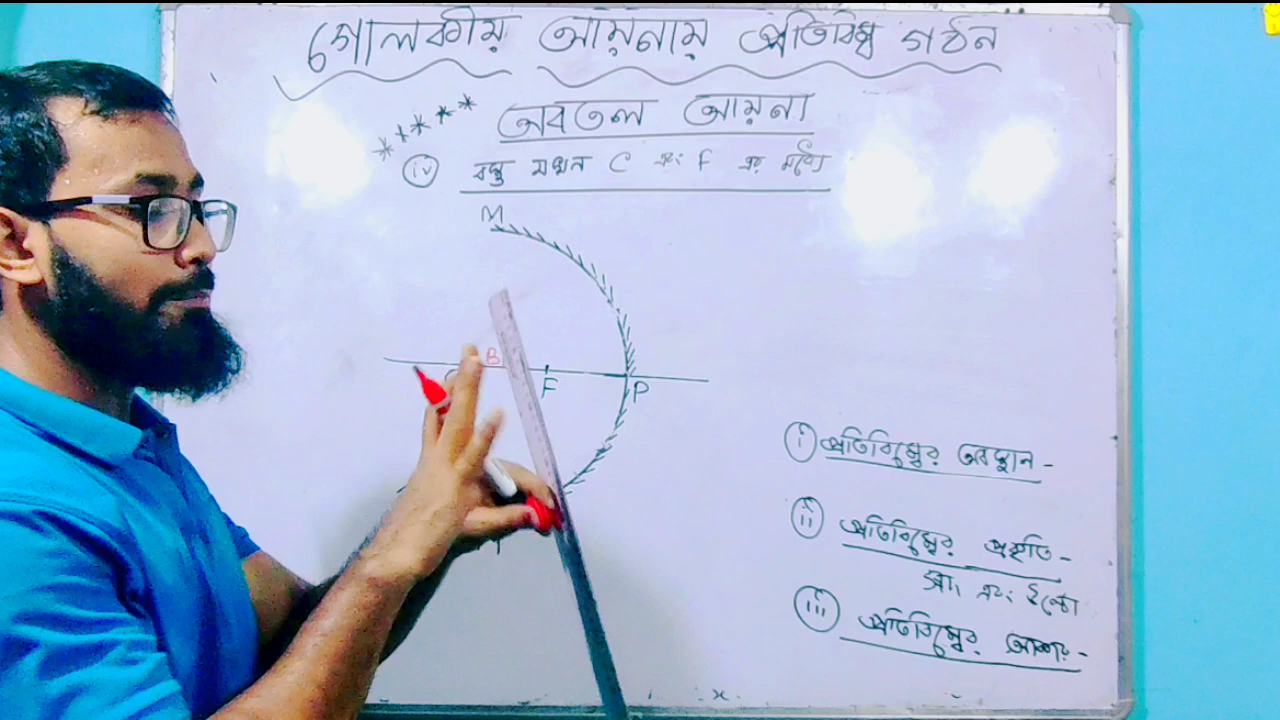 গোলকীয় আয়নায় প্রতিবিম্ব গঠন
অবতল আয়না
(iv) বস্তু যখন C এবং F এর মধ্যে
M
B
F
P
(i) প্রতিবিম্বের অবস্থান -
(ii) প্রতিবিম্বের প্রকৃতি -
এবং উল্টো
(iii) প্রতিবিম্বের আকার -